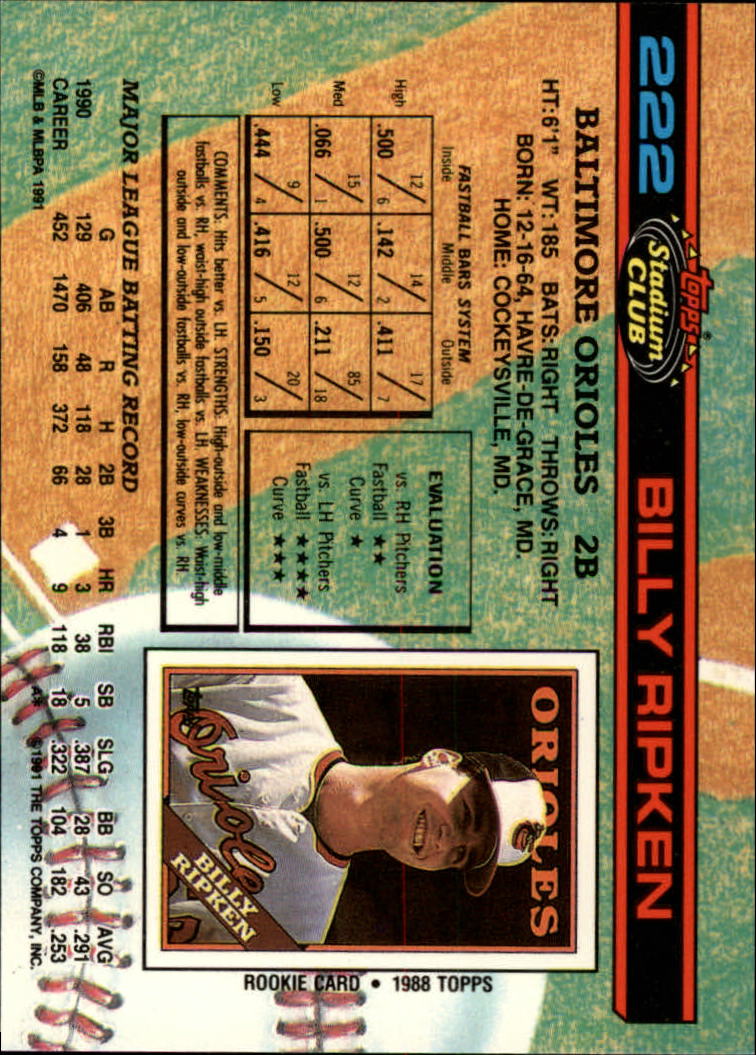 222
Topps®
Stadium
CLUB
BILLY RIPKEN
BALTIMORE ORIOLES 2B
HT:6'1" WT:185 BATS:RIGHT THROWS:RIGHT
BORN: 12-16-64, HAVRE-DE-GRACE, MD.
HOME: COCKEYSVILLE, MD.
FASTBALL BARS SYSTEM
Inside Middle Outside
High .500 12/6 .142 14/2 .411 17/7
Med .066 15/1 .500 12/6 .211 85/18
Low .444 9/4 .416 12/5 .150 20/3
EVALUATION
vs. RH Pitchers
Fastball ★★
Curve ★
vs. LH Pitchers
Fastball ★★★★
Curve ★★★
COMMENTS: Hits better vs. LH. STRENGTHS: High-outside and low-middle
fastballs vs. RH, waist-high outside fastballs vs. LH. WEAKNESSES: Waist-high
outside and low-outside fastballs vs. RH, low-outside curves vs. RH
ORIOLES
Orioles
topps
BILLY
RIPKEN
ROOKIE CARD • 1988 TOPPS
MAJOR LEAGUE BATTING RECORD
G AB R H 2B 3B HR RBI SB SLG BB SO AVG
1990 129 406 48 118 28 1 3 38 5 .387 28 43 .291
CAREER 452 1470 158 372 66 4 9 118 18 .322 104 182 .253
©MLB & MLBPA 1991 A* ©1991 THE TOPPS COMPANY, INC.